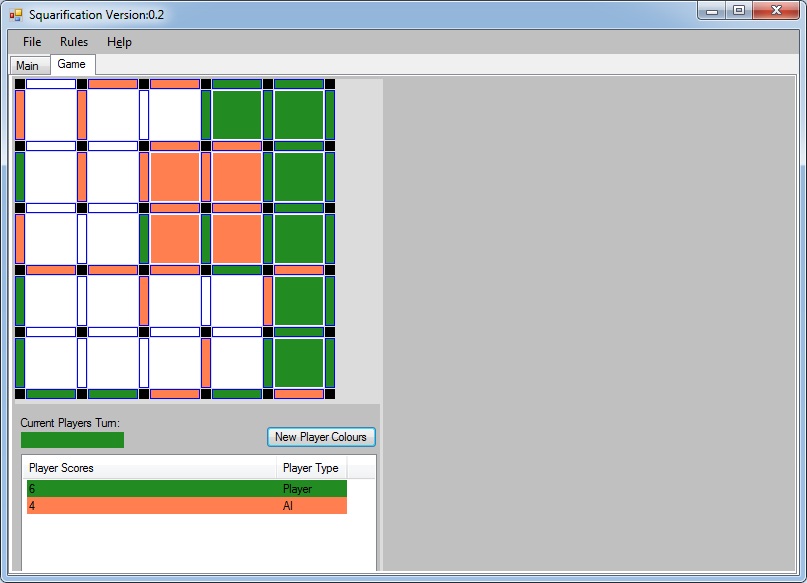 Squarification Version:0.2
File Rules Help
Main Game
Current Players Turn:
New Player Colours
Player Scores Player Type
6 Player
4 AI